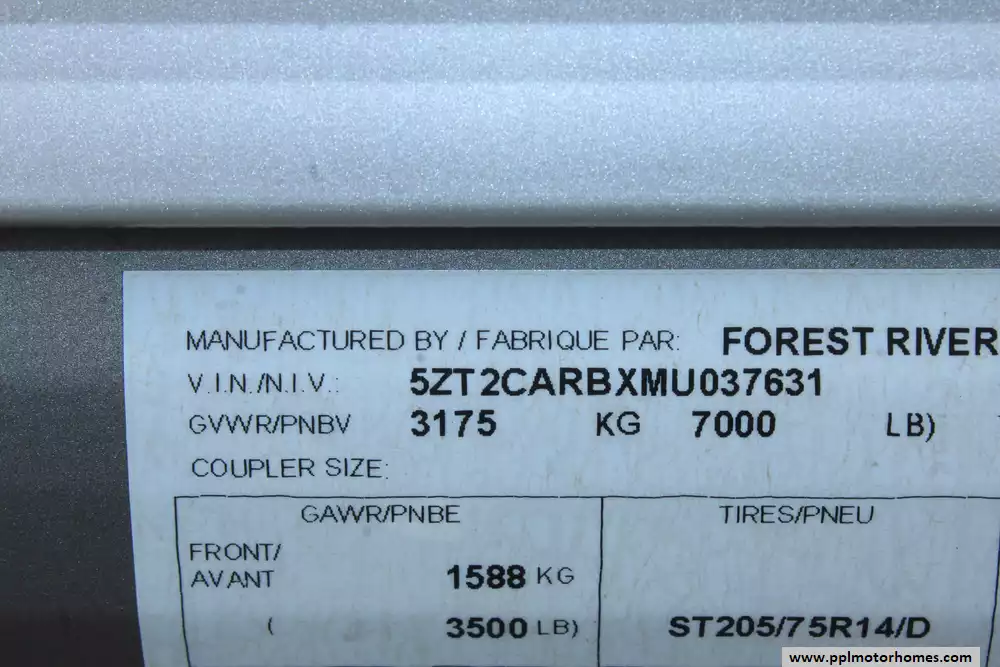 MANUFACTURED BY / FABRIQUE PAR: FOREST RIVER
V.I.N./N.I.V.: 5ZT2CARBXMU037631
GVWR/PNBV 3175 KG 7000 LB)
COUPLER SIZE:
GAWR/PNBE TIRES/PNEU
FRONT/
AVANT 1588 KG
( 3500 LB) ST205/75R14/D
www.pplmotorhomes.com